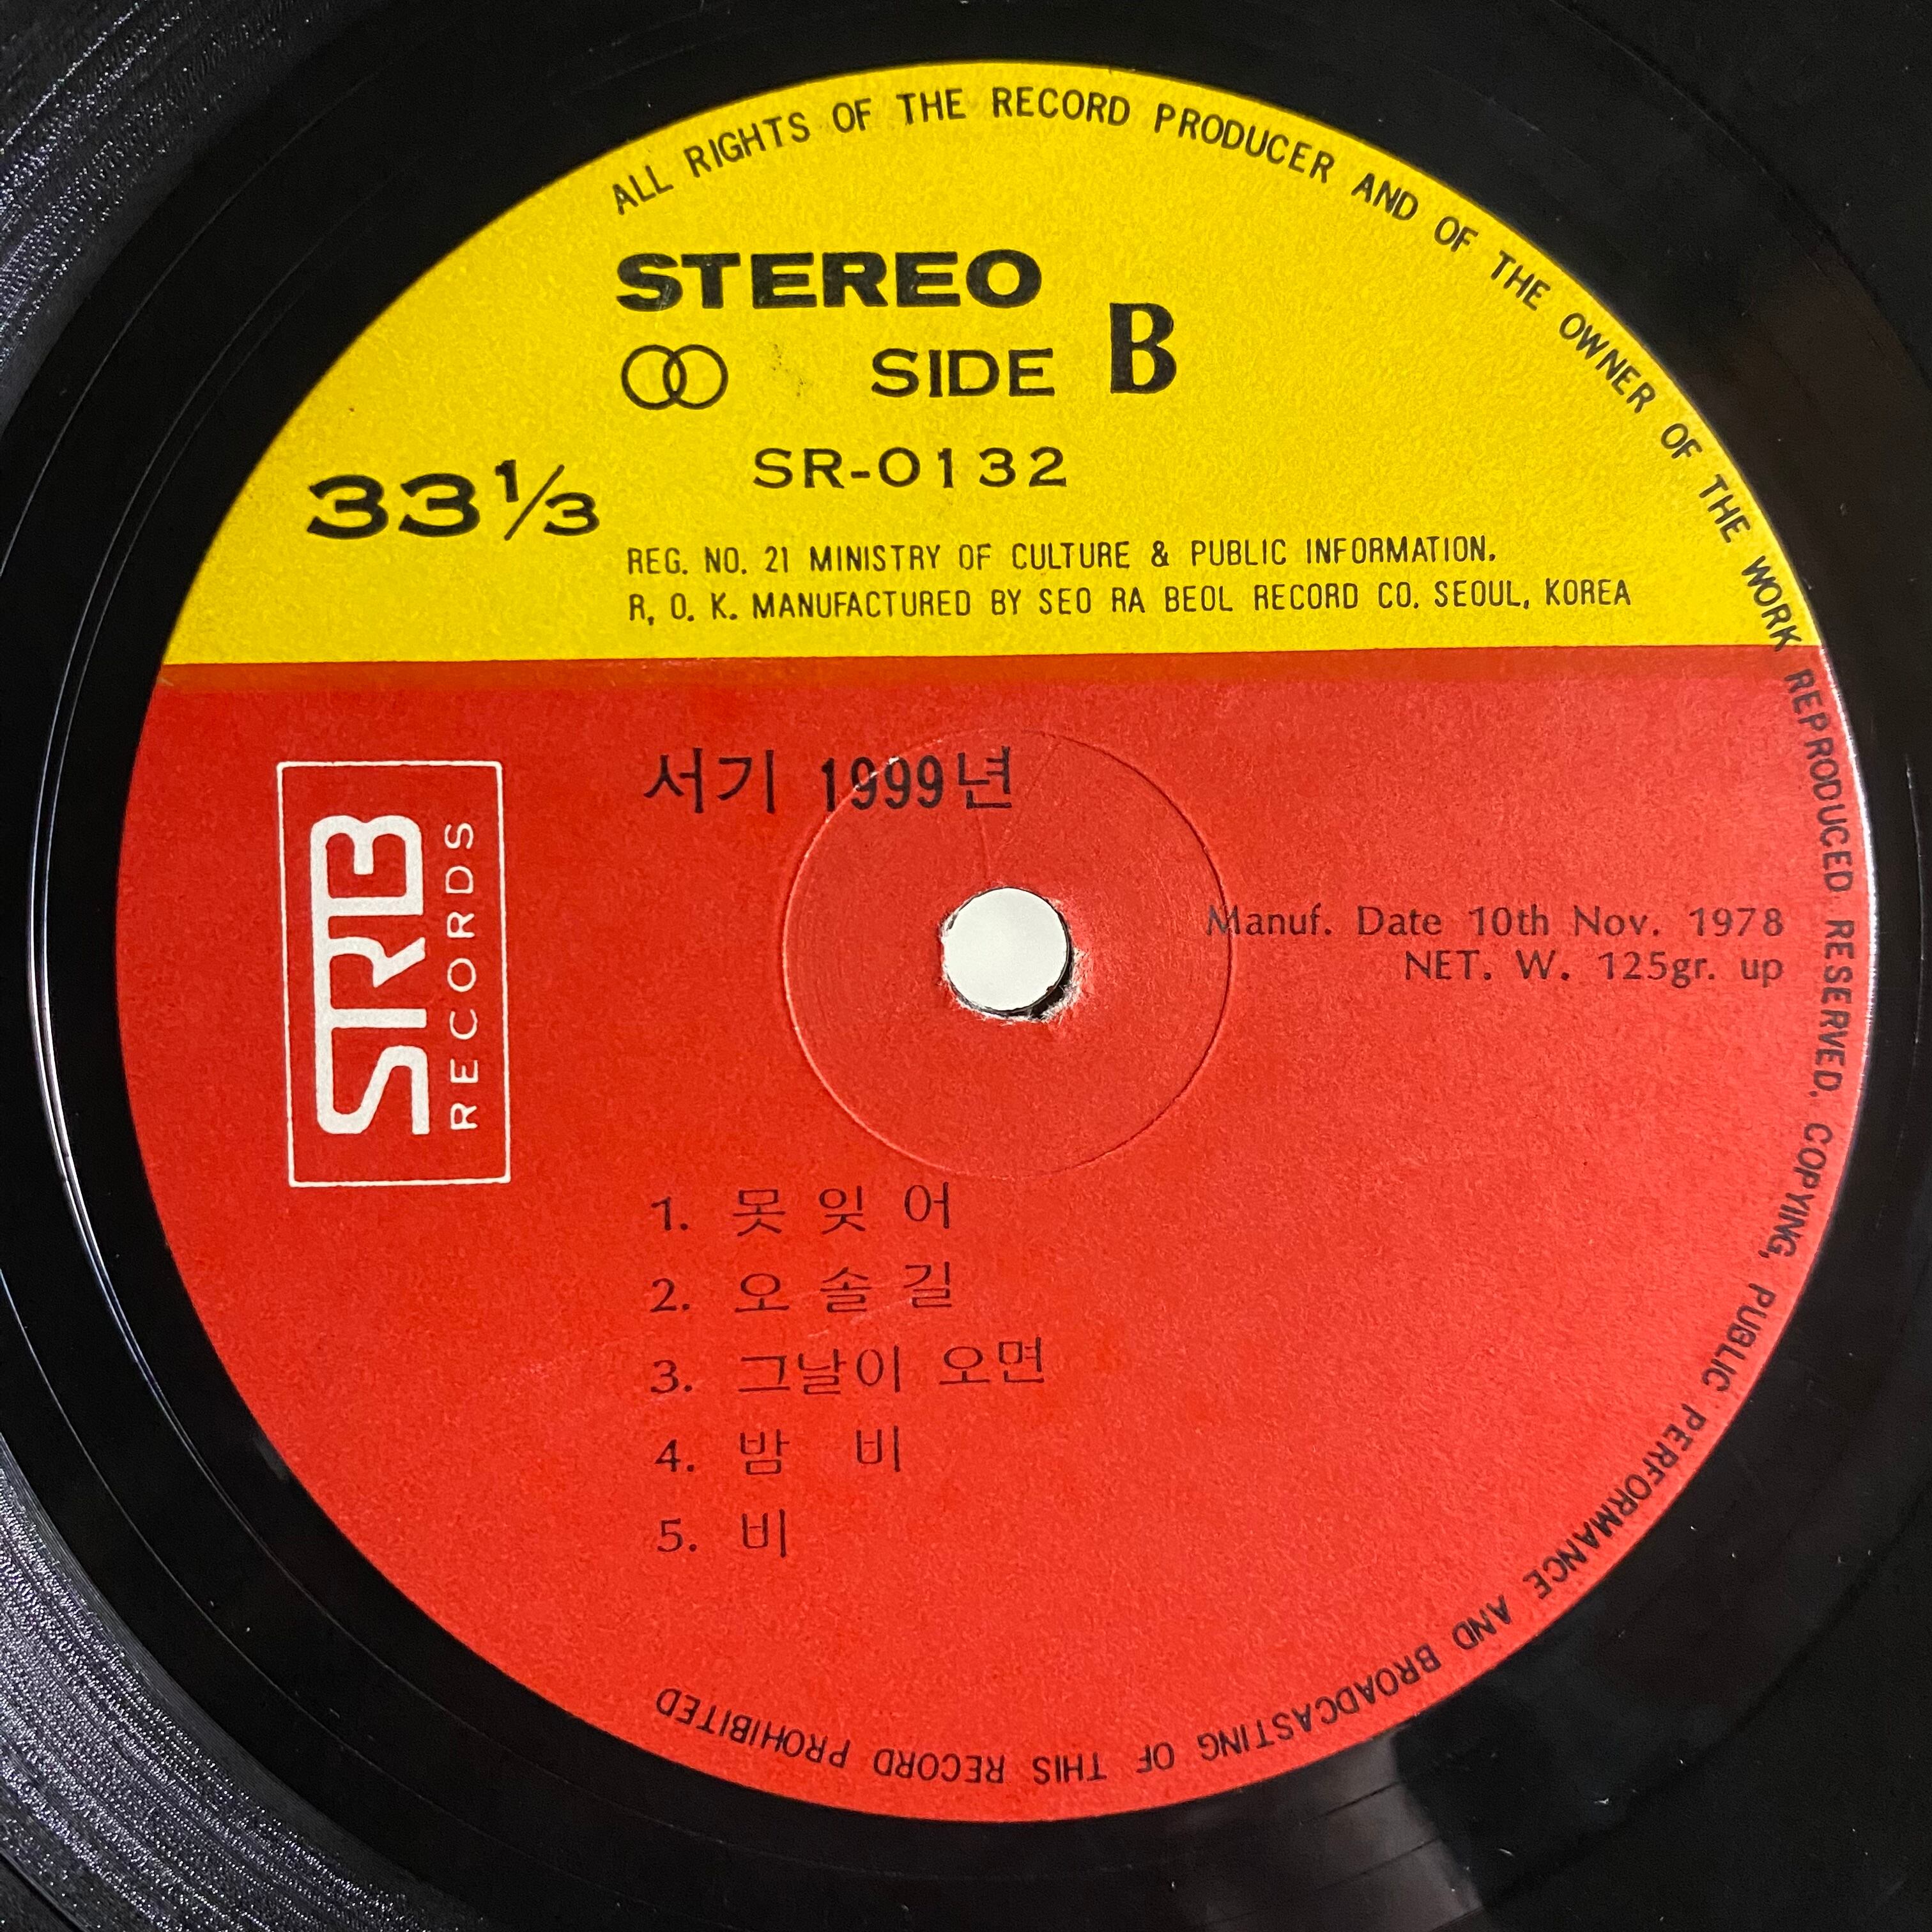 ALL RIGHTS OF THE RECORD PRODUCER AND OF THE OWNER OF THE WORK REPRODUCED RESERVED. COPYING, PUBLIC PERFORMANCE AND BROADCASTING OF THIS RECORD PROHIBITED
STEREO
SIDE B
SR-0132
33 1/3
REG. NO. 21 MINISTRY OF CULTURE & PUBLIC INFORMATION.
R, O. K. MANUFACTURED BY SEO RA BEOL RECORD CO. SEOUL, KOREA
서기 1999년
STRB
RECORDS
Manuf. Date 10th Nov. 1978
NET. W. 125gr. up
1. 못 잊 어
2. 오 솔 길
3. 그날이 오면
4. 밤 비
5. 비